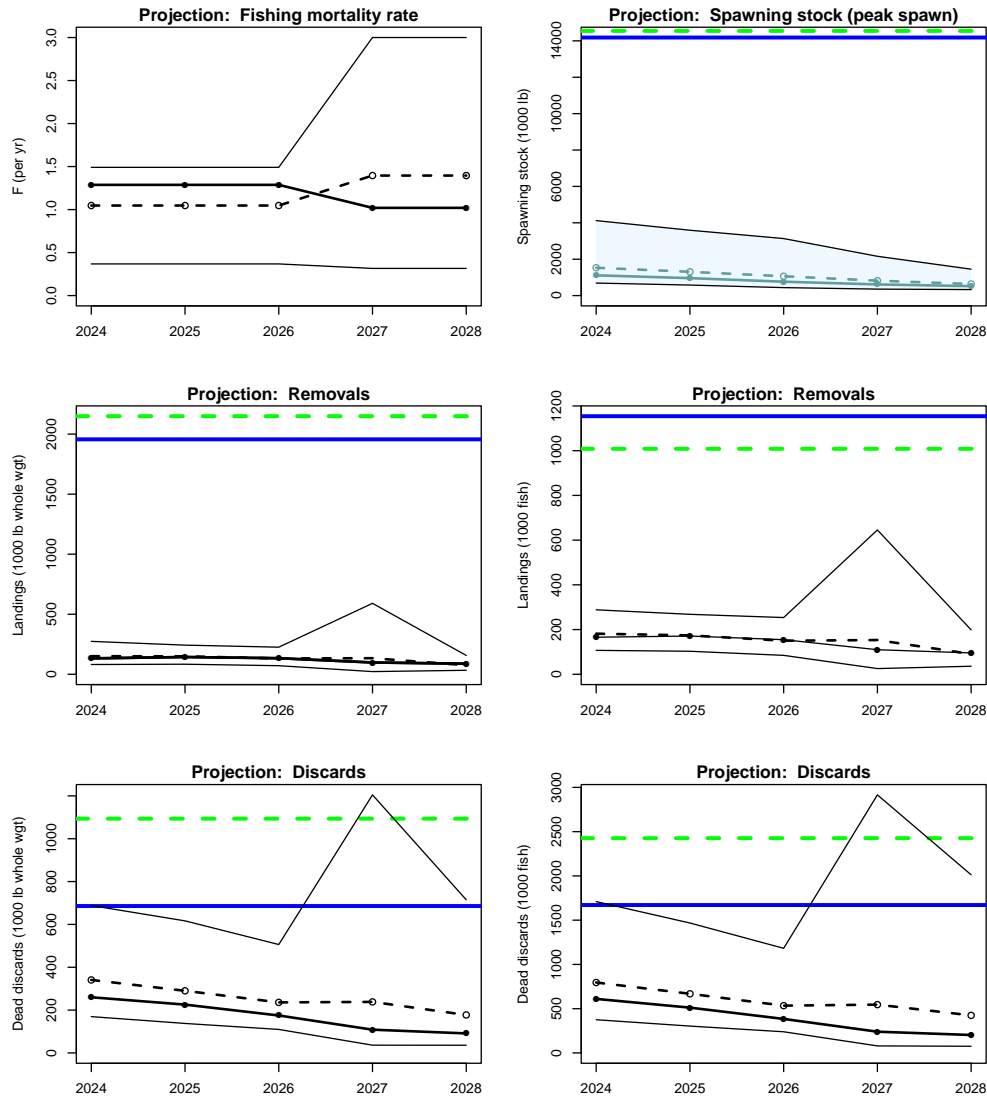 Projection: Fishing mortality rate
F (per yr)
3.0
2.5
2.0
1.5
1.0
0.5
0.0
2024 2025 2026 2027 2028
Projection: Spawning stock (peak spawn)
Spawning stock (1000 lb)
14000
10000
6000
2000
0
2024 2025 2026 2027 2028
Projection: Removals
Landings (1000 lb whole wgt)
2000
1500
1000
500
0
2024 2025 2026 2027 2028
Projection: Removals
Landings (1000 fish)
1200
1000
800
600
400
200
0
2024 2025 2026 2027 2028
Projection: Discards
Dead discards (1000 lb whole wgt)
1000
800
600
400
200
0
2024 2025 2026 2027 2028
Projection: Discards
Dead discards (1000 fish)
3000
2500
2000
1500
1000
500
0
2024 2025 2026 2027 2028